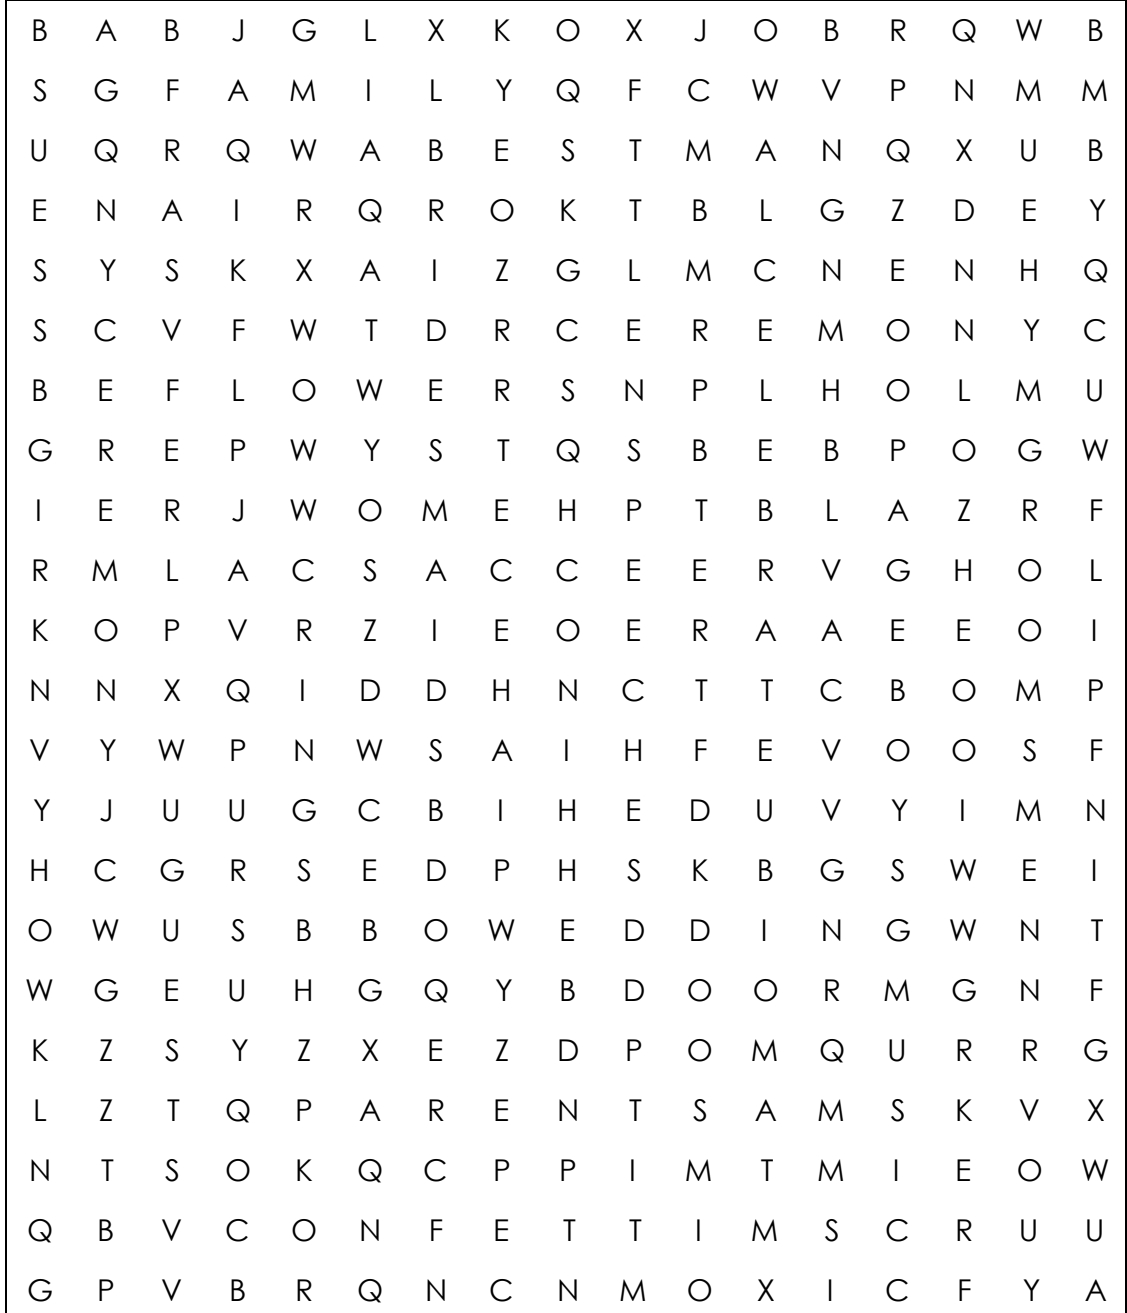 B A B J G L X K O X J O B R Q W B
S G F A M I L Y Q F C W V P N M M
U Q R Q W A B E S T M A N Q X U B
E N A I R Q R O K T B L G Z D E Y
S Y S K X A I Z G L M C N E N H Q
S C V F W T D R C E R E M O N Y C
B E F L O W E R S N P L H O L M U
G R E P W Y S T Q S B E B P O G W
I E R J W O M E H P T B L A Z R F
R M L A C S A C C E E R V G H O L
K O P V R Z I E O E R A A E E O I
N N X Q I D D H N C T T C B O M P
V Y W P N W S A I H F E V O O S F
Y J U U G C B I H E D U V Y I M N
H C G R S E D P H S K B G S W E I
O W U S B B O W E D D I N G W N T
W G E U H G Q Y B D O O R M G N F
K Z S Y Z X E Z D P O M Q U R R G
L Z T Q P A R E N T S A M S K V X
N T S O K Q C P P I M T M I E O W
Q B V C O N F E T T I M S C R U U
G P V B R Q N C N M O X I C F Y A